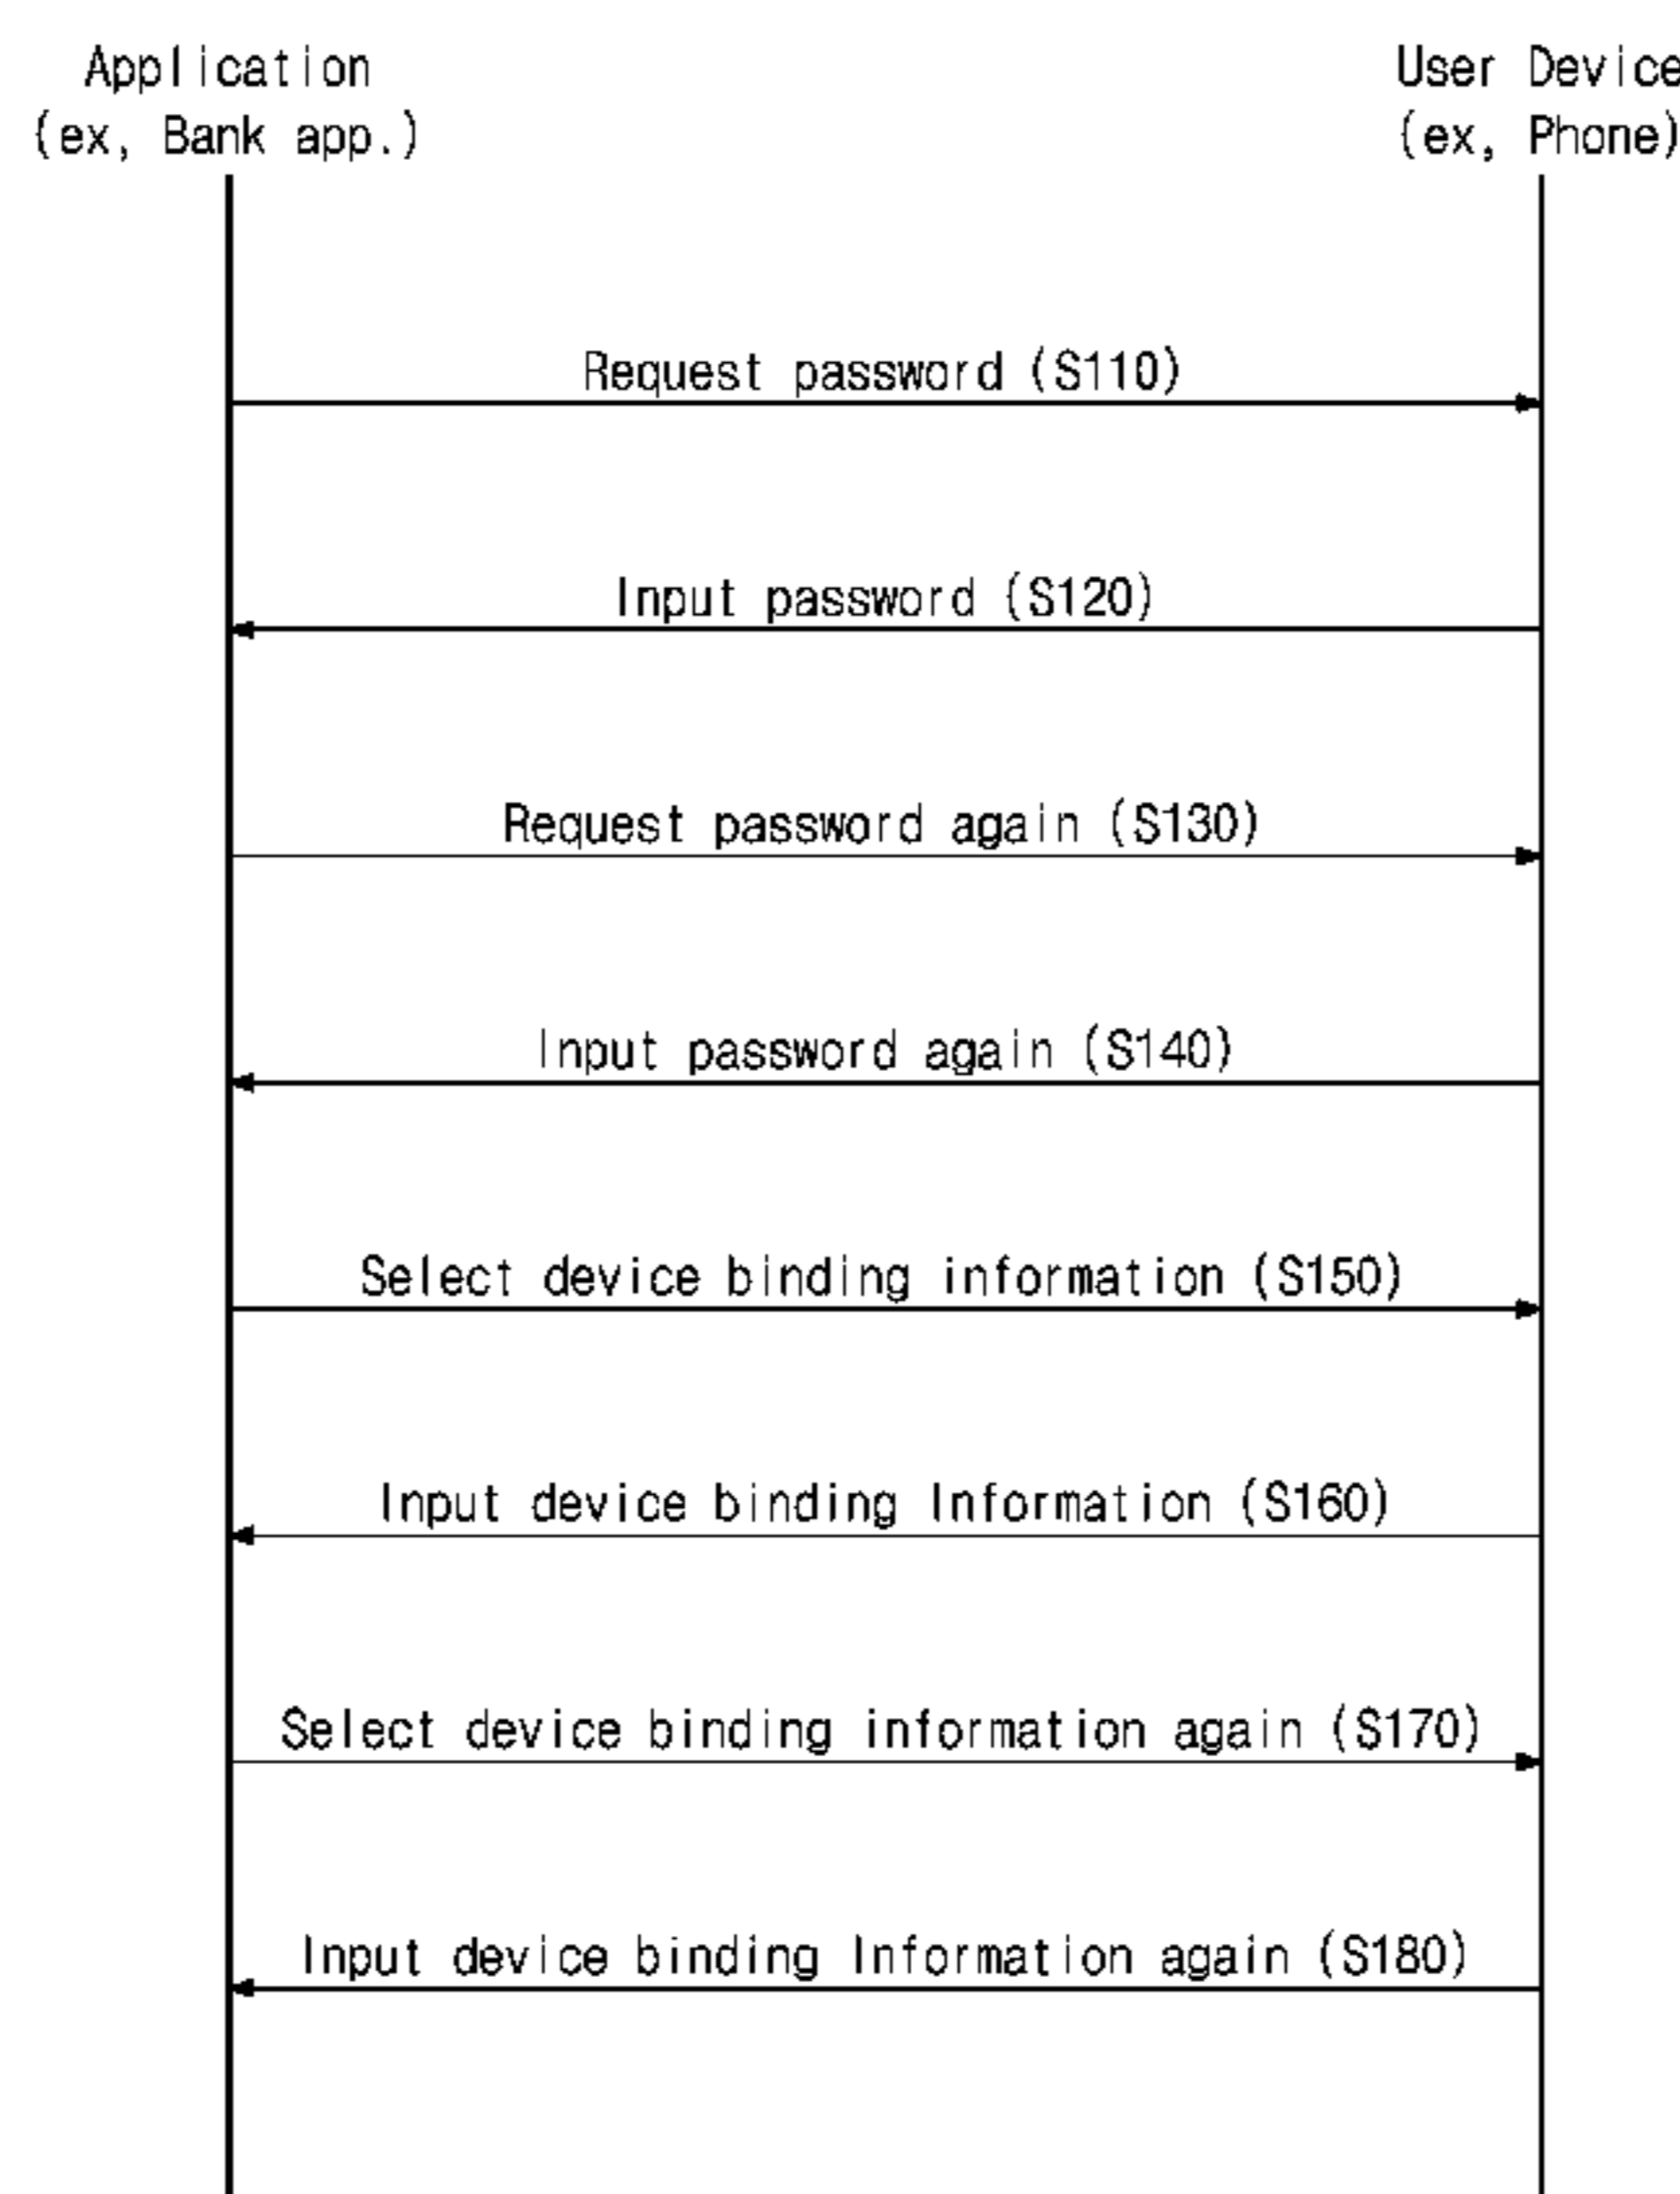 Application
(ex, Bank app.)
User Device
(ex, Phone)
Request password (S110)
Input password (S120)
Request password again (S130)
Input password again (S140)
Select device binding information (S150)
Input device binding Information (S160)
Select device binding information again (S170)
Input device binding Information again (S180)